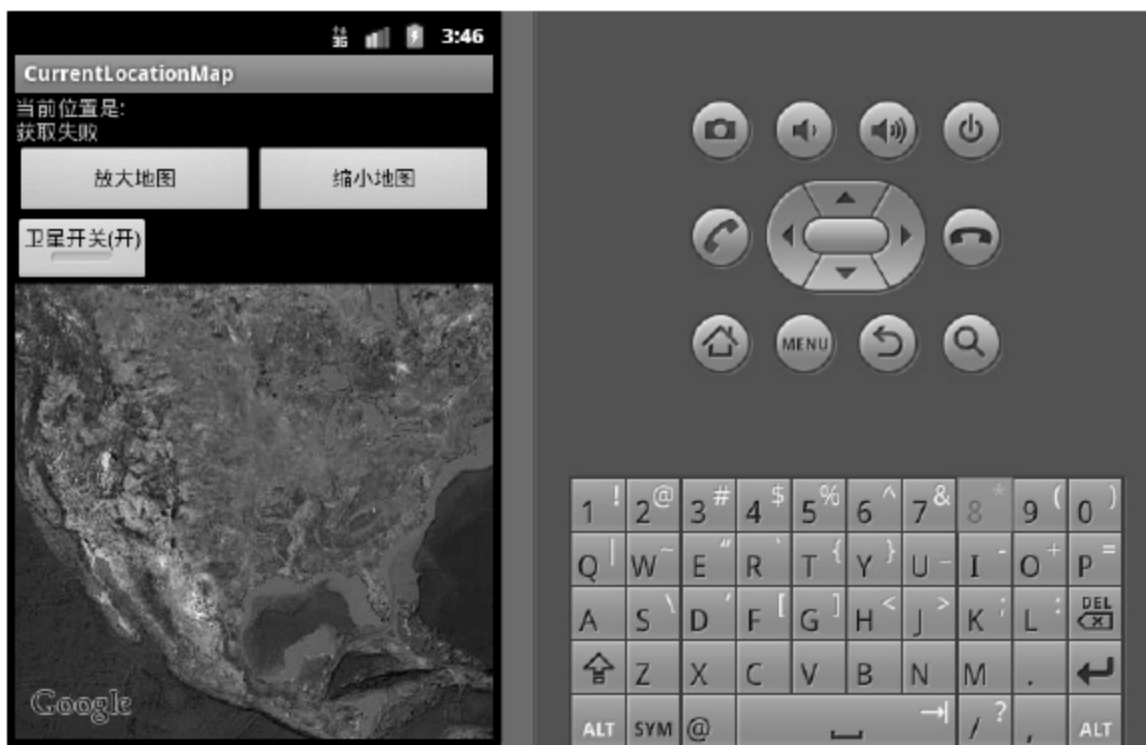 3G 3:46
CurrentLocationMap
当前位置是:
获取失败
放大地图 缩小地图
卫星开关(开)
Google
MENU
1 ! 2 @ 3 # 4 $ 5 % 6 ^ 7 & 8 * 9 ( 0 )
Q | W ~ E " R ` T { Y } U _ I - O + P =
A S \ D ' F [ G ] H < J > K ; L : DEL
Z X C V B N M .
ALT SYM @ / ? , ALT